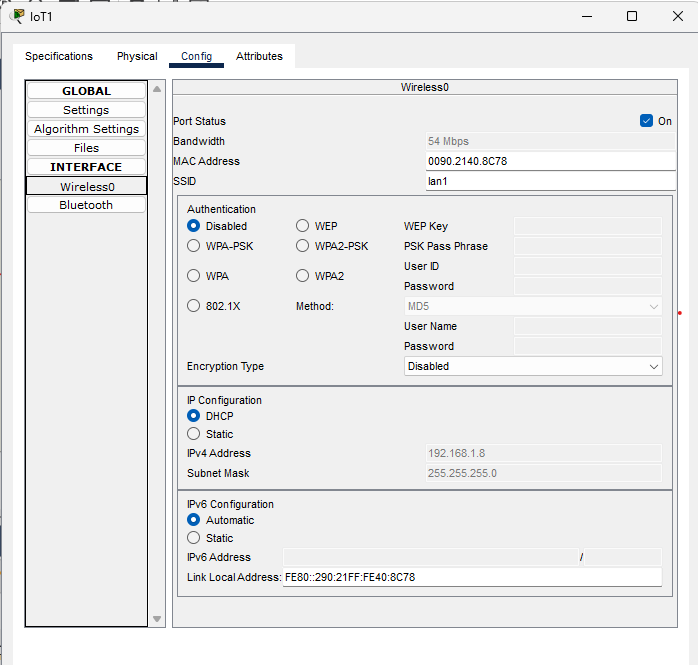 IoT1
Specifications Physical Config Attributes
GLOBAL
Settings
Algorithm Settings
Files
INTERFACE
Wireless0
Bluetooth
Wireless0
Port Status On
Bandwidth 54 Mbps
MAC Address 0090.2140.8C78
SSID lan1
Authentication
Disabled WEP WEP Key
WPA-PSK WPA2-PSK PSK Pass Phrase
User ID
WPA WPA2
Password
802.1X Method: MD5
User Name
Password
Encryption Type Disabled
IP Configuration
DHCP
Static
IPv4 Address 192.168.1.8
Subnet Mask 255.255.255.0
IPv6 Configuration
Automatic
Static
IPv6 Address /
Link Local Address: FE80::290:21FF:FE40:8C78